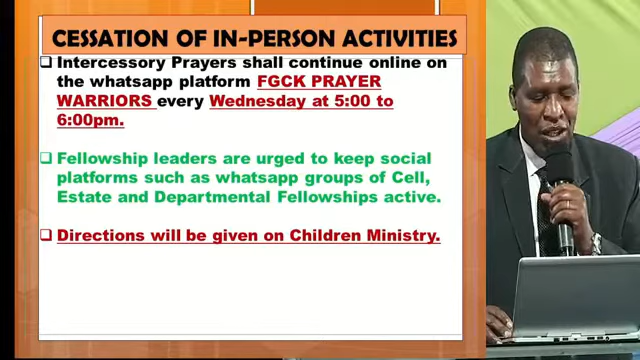 CESSATION OF IN-PERSON ACTIVITIES
Intercessory Prayers shall continue online on
the whatsapp platform FGCK PRAYER
WARRIORS every Wednesday at 5:00 to
6:00pm.
Fellowship leaders are urged to keep social
platforms such as whatsapp groups of Cell,
Estate and Departmental Fellowships active.
Directions will be given on Children Ministry.